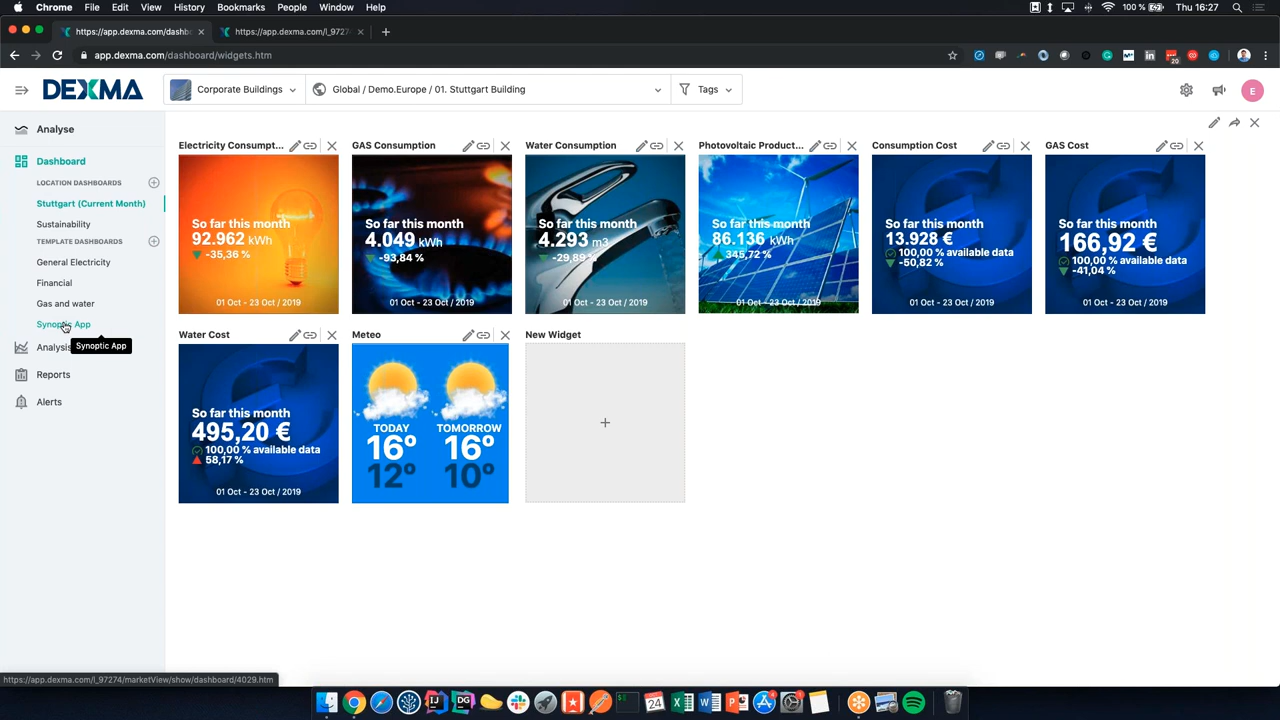 Chrome File Edit View History Bookmarks People Window Help 100 % Thu 16:27
https://app.dexma.com/dashb https://app.dexma.com/l_9727
app.dexma.com/dashboard/widgets.htm 20
DEXMA Corporate Buildings Global / Demo.Europe / 01. Stuttgart Building Tags E
Analyse
Dashboard
LOCATION DASHBOARDS
Stuttgart (Current Month)
Sustainability
TEMPLATE DASHBOARDS
General Electricity
Financial
Gas and water
Synoptic App
Synoptic App
Analysis
Reports
Alerts
Electricity Consumpt...
So far this month
92.962 kWh
-35,36 %
01 Oct - 23 Oct / 2019
GAS Consumption
So far this month
4.049 kWh
-93,84 %
01 Oct - 23 Oct / 2019
Water Consumption
So far this month
4.293 m3
-29,89 %
01 Oct - 23 Oct / 2019
Photovoltaic Product...
So far this month
86.136 kWh
345,72 %
01 Oct - 23 Oct / 2019
Consumption Cost
So far this month
13.928 €
100,00 % available data
-50,82 %
01 Oct - 23 Oct / 2019
GAS Cost
So far this month
166,92 €
100,00 % available data
-41,04 %
01 Oct - 23 Oct / 2019
Water Cost
So far this month
495,20 €
100,00 % available data
58,17 %
01 Oct - 23 Oct / 2019
Meteo
TODAY TOMORROW
16º 16º
12º 10º
New Widget
https://app.dexma.com/l_97274/marketView/show/dashboard/4029.htm
24